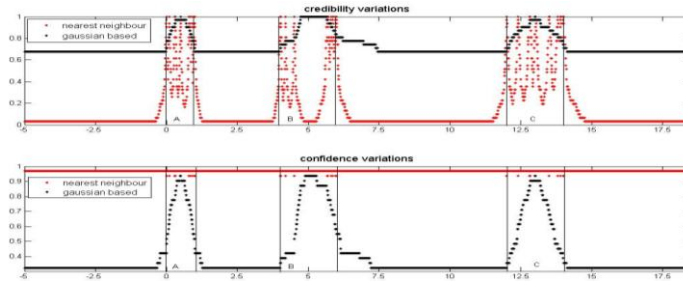 credibility variations
1
0.8
0.6
0.4
0.2
0
nearest neighbour
gaussian based
A
B
C
-5 -2.5 0 2.5 5 7.5 10 12.5 15 17.5
confidence variations
1
0.9
0.8
0.7
0.6
0.5
0.4
nearest neighbour
gaussian based
A
B
C
-5 -2.5 0 2.5 5 7.5 10 12.5 15 17.5